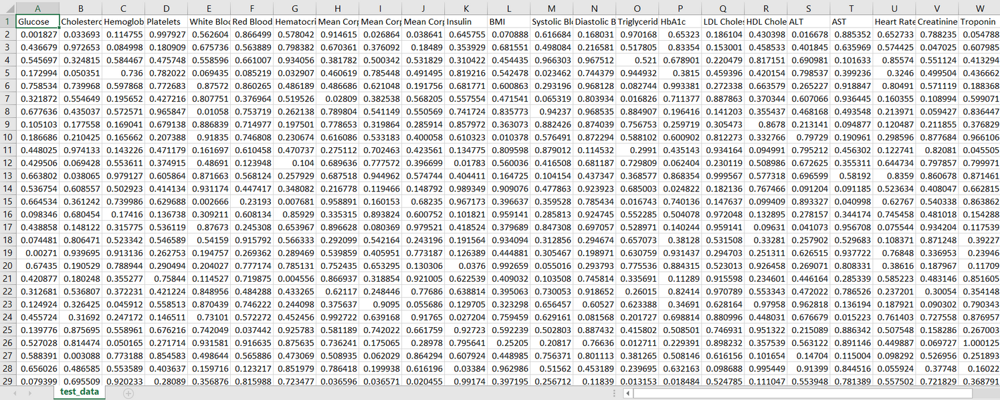 A B C D E F G H I J K L M N O P Q R S T U V W
1 Glucose Cholesterc Hemoglob Platelets White Bloc Red Blood Hematocri Mean Corp Mean Corp Mean Corp Insulin BMI Systolic Blo Diastolic B Triglycerid HbA1c LDL Choles HDL Chole ALT AST Heart Rate Creatinine Troponin
2 0.001827 0.033693 0.114755 0.997927 0.562604 0.866499 0.578042 0.914615 0.026864 0.038641 0.645755 0.070888 0.616684 0.168031 0.970168 0.65323 0.186104 0.430398 0.016678 0.885352 0.652733 0.788235 0.054788
3 0.436679 0.972653 0.084998 0.180909 0.675736 0.563889 0.798382 0.670361 0.376092 0.18489 0.353929 0.681551 0.498084 0.216581 0.517805 0.83354 0.153001 0.458533 0.401845 0.635969 0.574425 0.047025 0.607985
4 0.545697 0.324815 0.584467 0.475748 0.558596 0.661007 0.934056 0.381782 0.500342 0.531829 0.310422 0.454435 0.966303 0.967512 0.521 0.678901 0.220479 0.817151 0.690981 0.101633 0.85574 0.551124 0.413294
5 0.172994 0.050351 0.736 0.782022 0.069435 0.085219 0.032907 0.460619 0.785448 0.491495 0.819216 0.542478 0.023462 0.744379 0.944932 0.3815 0.459396 0.420154 0.798537 0.399236 0.3246 0.499504 0.436662
6 0.758534 0.739968 0.597868 0.772683 0.87572 0.860265 0.486189 0.486686 0.621048 0.191756 0.681771 0.600863 0.293196 0.968128 0.082744 0.993381 0.272338 0.663579 0.265227 0.918847 0.80491 0.571119 0.188368
7 0.321872 0.554649 0.195652 0.427216 0.807751 0.376964 0.519526 0.02809 0.382538 0.568205 0.557554 0.471541 0.065319 0.803934 0.016826 0.711377 0.887863 0.370344 0.607066 0.936445 0.160355 0.108994 0.599071
8 0.677636 0.435037 0.572571 0.965847 0.01058 0.753719 0.262138 0.789804 0.541149 0.550569 0.741724 0.835773 0.94237 0.968535 0.884907 0.196416 0.141203 0.355437 0.468168 0.493548 0.213971 0.059427 0.836447
9 0.105103 0.177558 0.169041 0.679138 0.886839 0.714977 0.197501 0.778653 0.319864 0.285914 0.857972 0.363073 0.882426 0.874039 0.756753 0.259719 0.305473 0.8678 0.213141 0.094877 0.120487 0.211855 0.376829
10 0.186686 0.210425 0.165662 0.207388 0.91835 0.746808 0.230674 0.616086 0.533183 0.400058 0.610323 0.010378 0.576491 0.872294 0.588102 0.600902 0.812273 0.332766 0.79729 0.190961 0.298596 0.877684 0.966106
11 0.448025 0.974133 0.143226 0.471179 0.161697 0.610458 0.470737 0.275112 0.702463 0.423561 0.134775 0.809598 0.879012 0.114532 0.2991 0.435143 0.934164 0.094991 0.795212 0.456302 0.122741 0.82081 0.045505
12 0.429506 0.069428 0.553611 0.374915 0.48691 0.123948 0.104 0.689636 0.777572 0.396699 0.01783 0.560036 0.416508 0.681187 0.729809 0.062404 0.230119 0.508986 0.672625 0.355311 0.644734 0.797857 0.799971
13 0.663802 0.038065 0.979127 0.605864 0.871663 0.568124 0.257929 0.687518 0.944962 0.574744 0.404411 0.164725 0.104154 0.437347 0.368577 0.868354 0.999567 0.577318 0.696599 0.58192 0.8359 0.860678 0.871461
14 0.536754 0.608557 0.502923 0.414134 0.931174 0.447417 0.348082 0.216778 0.119466 0.148792 0.989349 0.909076 0.477863 0.923923 0.685003 0.024822 0.182136 0.767466 0.091204 0.091185 0.523634 0.408047 0.662815
15 0.664534 0.361242 0.739986 0.629688 0.002666 0.23193 0.007681 0.958891 0.160153 0.68235 0.967173 0.396637 0.359528 0.785434 0.016743 0.740136 0.147637 0.099409 0.893327 0.040998 0.62767 0.540338 0.863862
16 0.098346 0.680454 0.17416 0.136738 0.309211 0.608134 0.85929 0.335315 0.893824 0.600752 0.101821 0.959141 0.285813 0.924745 0.552285 0.504078 0.972048 0.132895 0.278157 0.344174 0.745458 0.481018 0.154288
17 0.438858 0.148122 0.315775 0.536119 0.87673 0.245308 0.653967 0.896628 0.080369 0.979521 0.418524 0.379689 0.847308 0.697057 0.528971 0.140244 0.959141 0.09631 0.041073 0.956708 0.075544 0.934204 0.117539
18 0.074481 0.806471 0.523342 0.546589 0.54159 0.915792 0.566333 0.292099 0.542164 0.243196 0.191564 0.934094 0.312856 0.294674 0.657073 0.38128 0.531508 0.33281 0.257902 0.529683 0.108371 0.871248 0.39227
19 0.00271 0.939695 0.913136 0.262753 0.194757 0.269362 0.289469 0.539859 0.405951 0.773187 0.126389 0.444881 0.305467 0.198971 0.630759 0.931437 0.294703 0.251311 0.626515 0.937722 0.76848 0.336953 0.23946
20 0.67435 0.190529 0.788944 0.290494 0.204027 0.777174 0.785131 0.752435 0.653295 0.130306 0.0376 0.992659 0.055016 0.293793 0.775536 0.884315 0.523013 0.926458 0.269071 0.808331 0.38616 0.187967 0.11709
21 0.420877 0.180248 0.355277 0.75844 0.114527 0.719875 0.004556 0.866937 0.318854 0.921005 0.622539 0.409032 0.103508 0.745814 0.335691 0.11289 0.915598 0.234601 0.446164 0.285339 0.585223 0.483146 0.851605
22 0.312681 0.536807 0.372231 0.421224 0.848956 0.484288 0.433265 0.62117 0.248446 0.77686 0.638814 0.395063 0.730053 0.918652 0.26015 0.82414 0.970789 0.553343 0.472022 0.786526 0.237201 0.30054 0.354148
23 0.124924 0.326425 0.045912 0.558513 0.870439 0.746222 0.244098 0.375637 0.9095 0.055686 0.129705 0.323298 0.656457 0.60527 0.623388 0.34691 0.628164 0.97958 0.962818 0.136194 0.187921 0.090302 0.790343
24 0.455724 0.31692 0.247172 0.146511 0.73101 0.572272 0.452456 0.992722 0.639168 0.91765 0.027204 0.759459 0.629161 0.081568 0.201727 0.698814 0.880996 0.448031 0.676679 0.015223 0.761403 0.727558 0.876957
25 0.139776 0.875695 0.558961 0.676216 0.742049 0.037442 0.925783 0.581189 0.742022 0.661759 0.92723 0.592239 0.502803 0.887432 0.415802 0.508501 0.746931 0.951322 0.215089 0.886342 0.507548 0.158286 0.267003
26 0.527028 0.814474 0.050165 0.271714 0.931581 0.916635 0.875635 0.736241 0.175065 0.28978 0.795641 0.25205 0.20817 0.76636 0.012711 0.229391 0.898232 0.357539 0.563122 0.891146 0.449887 0.069727 1.000125
27 0.588391 0.003088 0.773188 0.854583 0.498644 0.565886 0.473069 0.508935 0.062029 0.864294 0.607924 0.448985 0.756371 0.801113 0.381265 0.508146 0.616156 0.101654 0.14704 0.115004 0.098292 0.526956 0.251893
28 0.656026 0.486585 0.553589 0.403637 0.159716 0.123217 0.851979 0.786418 0.199938 0.616196 0.03384 0.962986 0.51562 0.453189 0.239695 0.632163 0.098688 0.995449 0.91399 0.844516 0.055924 0.37748 0.16022
29 0.079399 0.695509 0.920233 0.28089 0.356876 0.815988 0.723477 0.036596 0.036571 0.020455 0.99174 0.397195 0.256712 0.11839 0.013153 0.018484 0.524785 0.111047 0.553948 0.781389 0.557502 0.721829 0.368791
test_data